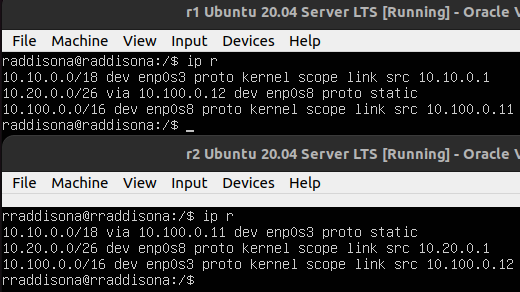 r1 Ubuntu 20.04 Server LTS [Running] - Oracle V
File Machine View Input Devices Help
raddisona@raddisona:/$ ip r
10.10.0.0/18 dev enp0s3 proto kernel scope link src 10.10.0.1
10.20.0.0/26 via 10.100.0.12 dev enp0s8 proto static
10.100.0.0/16 dev enp0s8 proto kernel scope link src 10.100.0.11
raddisona@raddisona:/$ _
r2 Ubuntu 20.04 Server LTS [Running] - Oracle V
File Machine View Input Devices Help
rraddisona@rraddisona:/$ ip r
10.10.0.0/18 via 10.100.0.11 dev enp0s3 proto static
10.20.0.0/26 dev enp0s8 proto kernel scope link src 10.20.0.1
10.100.0.0/16 dev enp0s3 proto kernel scope link src 10.100.0.12
rraddisona@rraddisona:/$